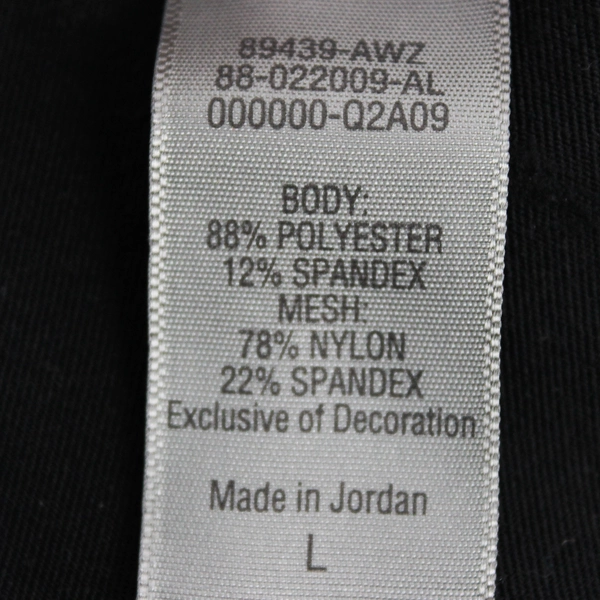 89439-AWZ
88-022009-AL
000000-Q2A09
BODY:
88% POLYESTER
12% SPANDEX
MESH:
78% NYLON
22% SPANDEX
Exclusive of Decoration
Made in Jordan
L